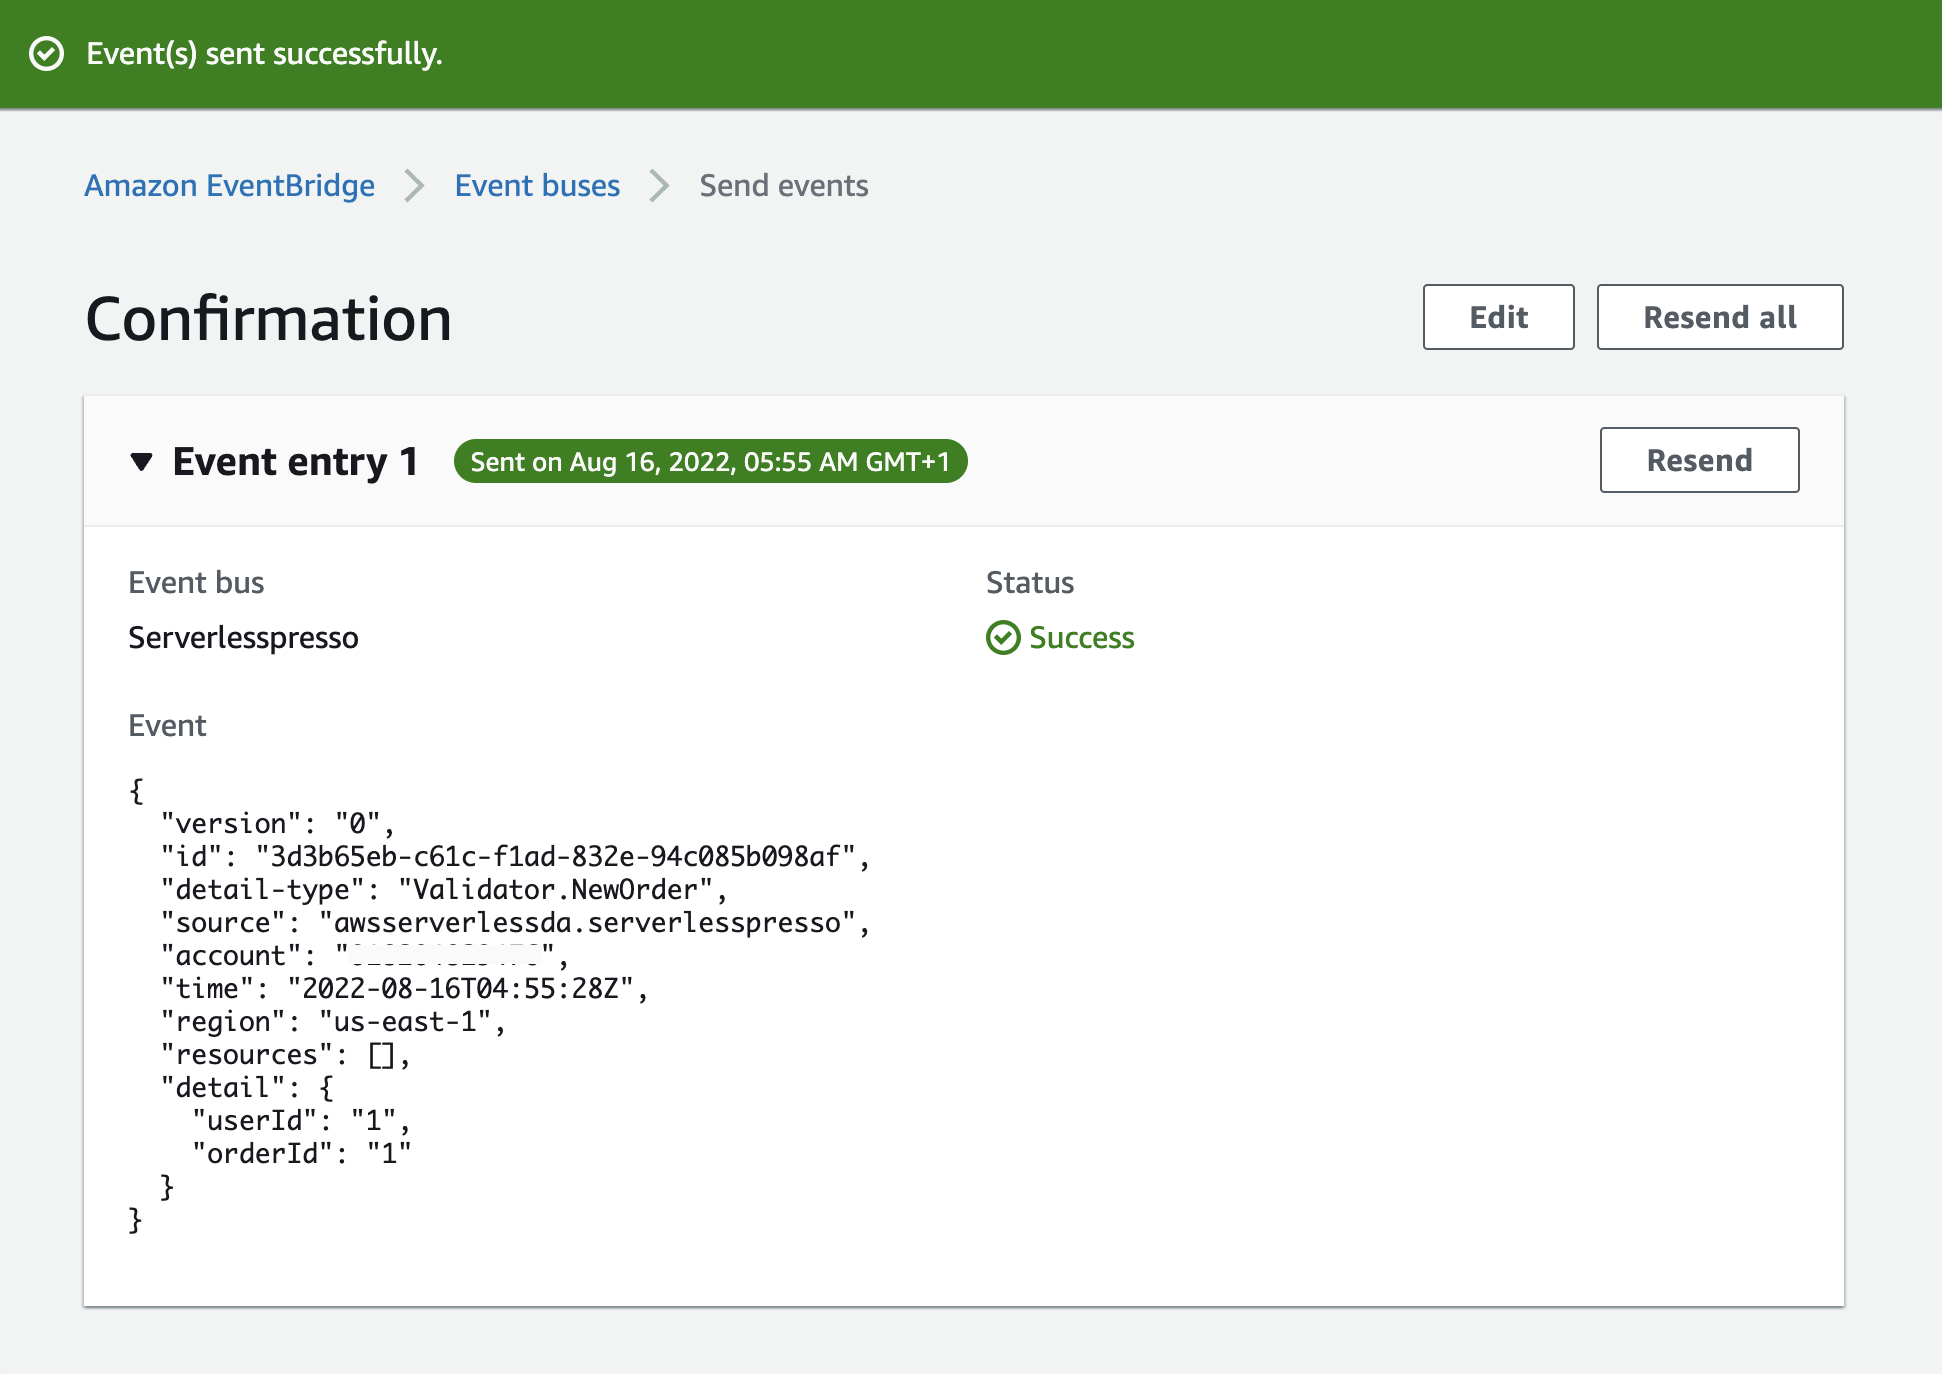 Event(s) sent successfully.
Amazon EventBridge > Event buses > Send events
Confirmation
Edit
Resend all
Event entry 1
Sent on Aug 16, 2022, 05:55 AM GMT+1
Resend
Event bus
Status
Serverlesspresso
Success
Event
{
  "version": "0",
  "id": "3d3b65eb-c61c-f1ad-832e-94c085b098af",
  "detail-type": "Validator.NewOrder",
  "source": "awsserverlessda.serverlesspresso",
  "account": "",
  "time": "2022-08-16T04:55:28Z",
  "region": "us-east-1",
  "resources": [],
  "detail": {
    "userId": "1",
    "orderId": "1"
  }
}